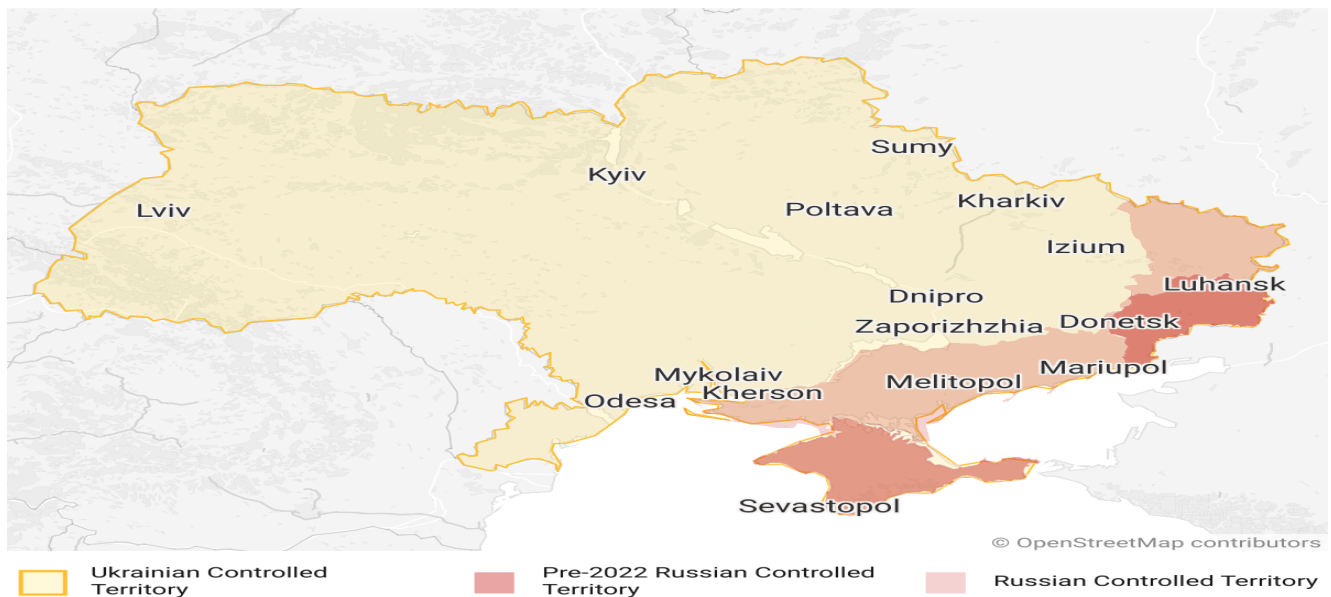 Sumy
Kyiv
Kharkiv
Poltava
Lviv
Izium
Luhansk
Dnipro
Donetsk
Zaporizhzhia
Mariupol
Mykolaiv
Melitopol
Kherson
Odesa
Sevastopol
© OpenStreetMap contributors
Ukrainian Controlled
Territory
Pre-2022 Russian Controlled
Territory
Russian Controlled Territory